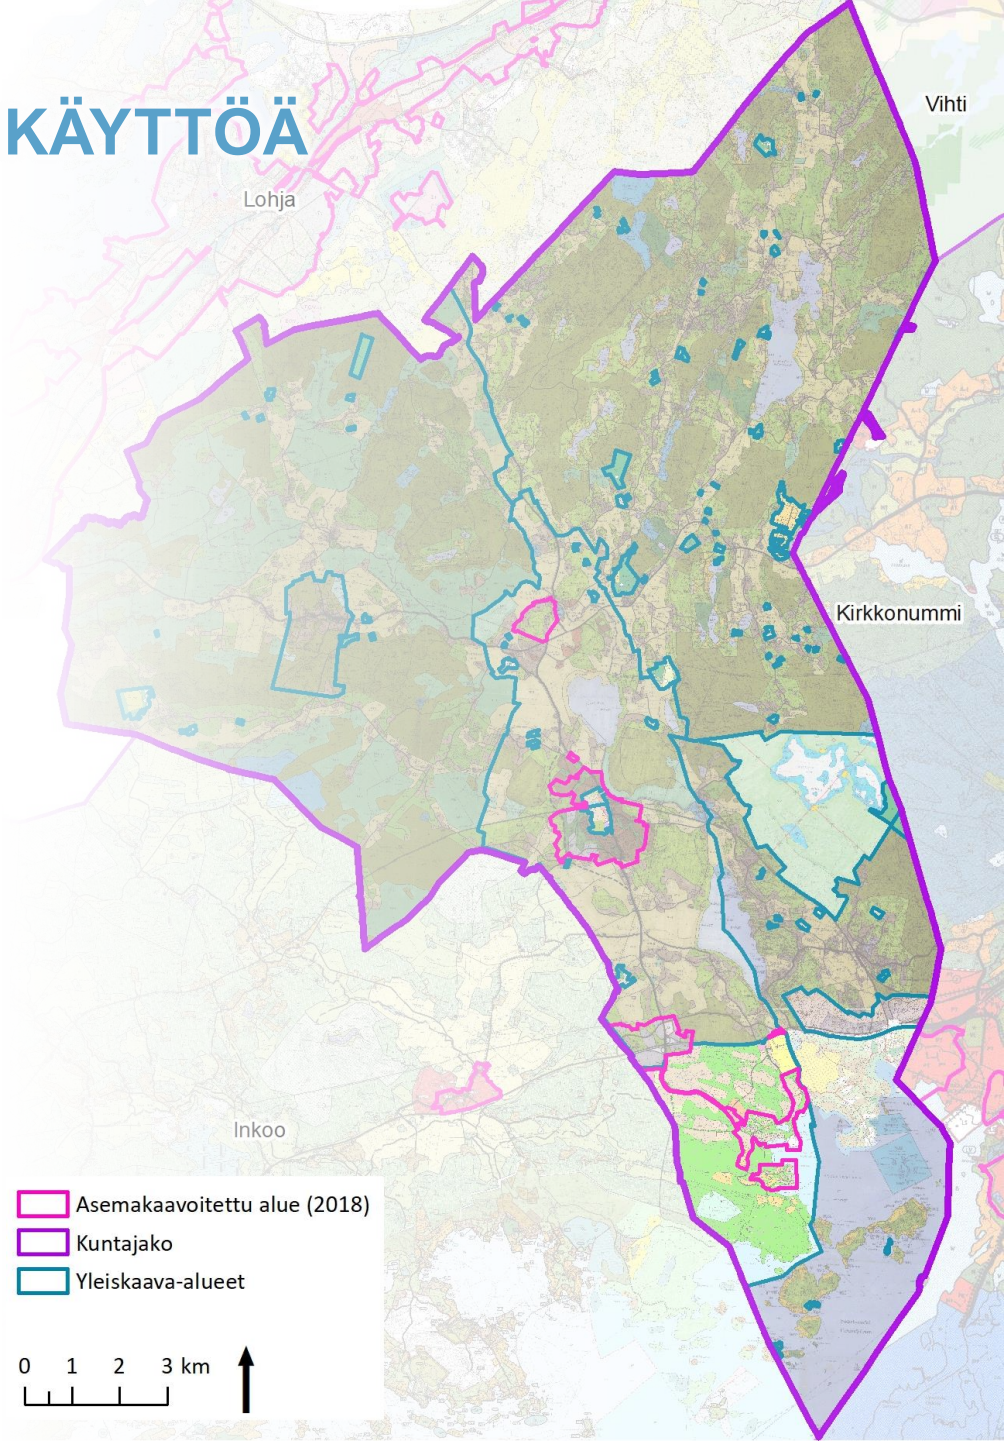 KÄYTTÖÄ
Vihti
Lohja
Kirkkonummi
Inkoo
Asemakaavoitettu alue (2018)
Kuntajako
Yleiskaava-alueet
0 1 2 3 km